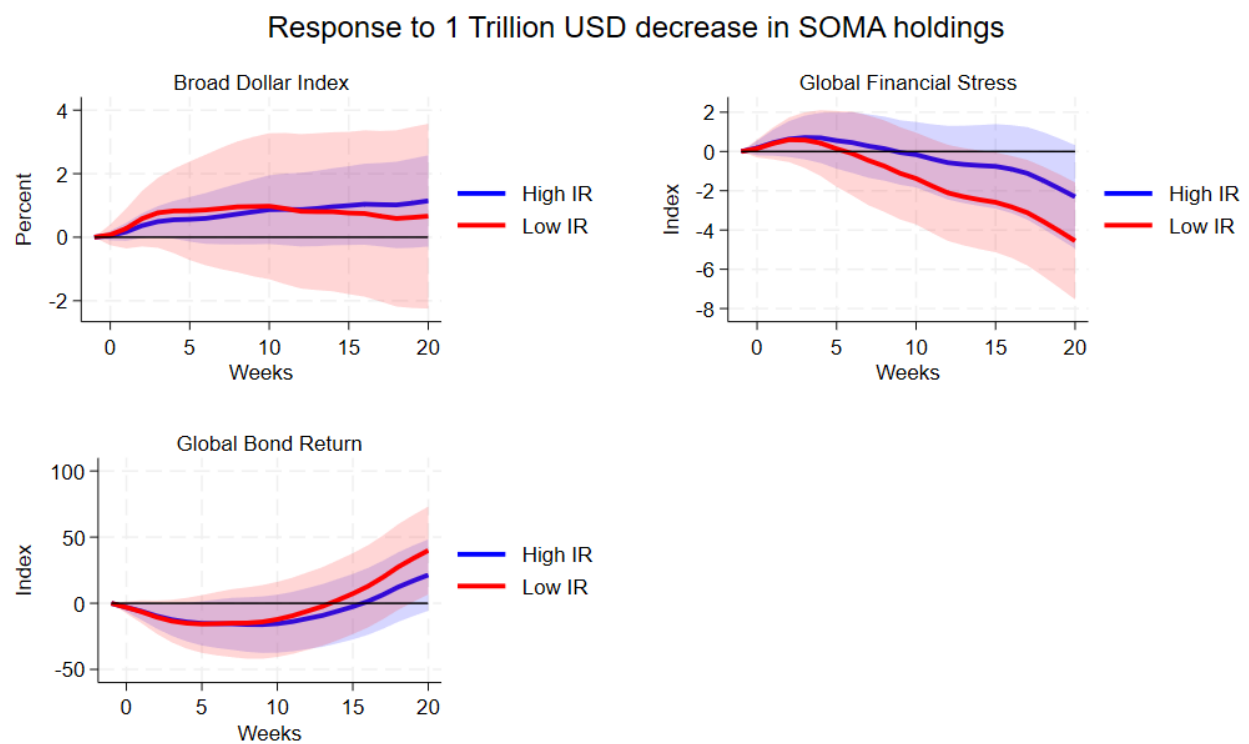 Response to 1 Trillion USD decrease in SOMA holdings
Broad Dollar Index
4
2
0
-2
Percent
0 5 10 15 20
Weeks
High IR
Low IR
Global Financial Stress
2
0
-2
-4
-6
-8
Index
0 5 10 15 20
Weeks
High IR
Low IR
Global Bond Return
100
50
0
-50
Index
0 5 10 15 20
Weeks
High IR
Low IR